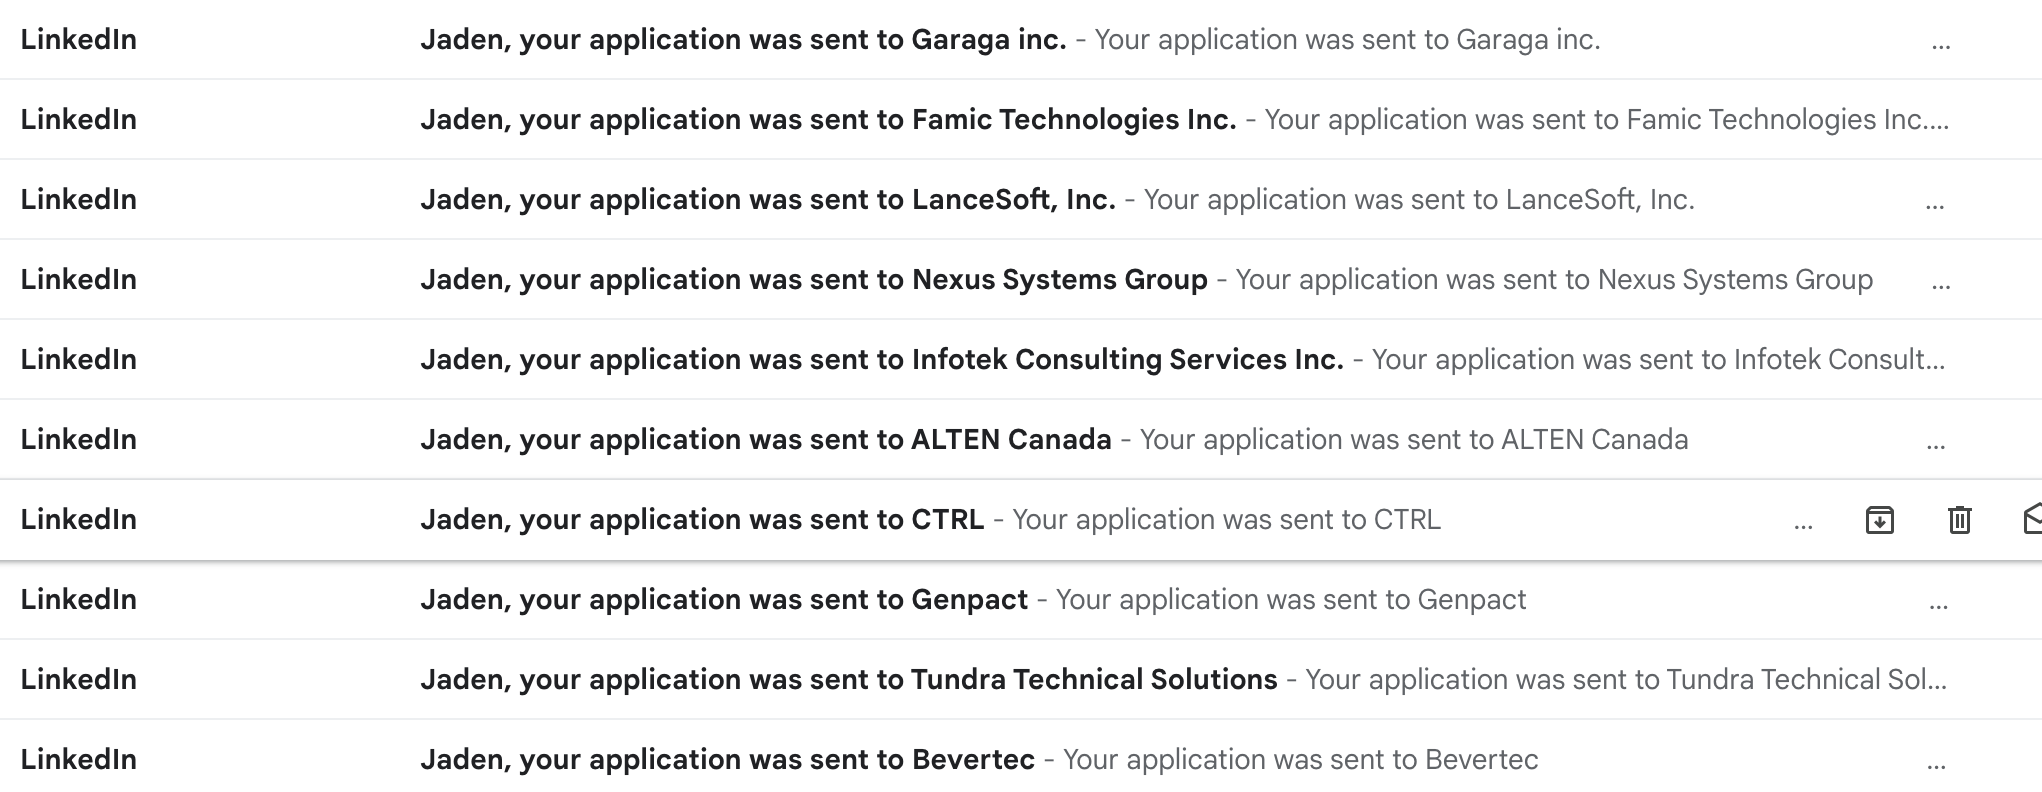 LinkedIn Jaden, your application was sent to Garaga inc. - Your application was sent to Garaga inc. ...
LinkedIn Jaden, your application was sent to Famic Technologies Inc. - Your application was sent to Famic Technologies Inc....
LinkedIn Jaden, your application was sent to LanceSoft, Inc. - Your application was sent to LanceSoft, Inc. ...
LinkedIn Jaden, your application was sent to Nexus Systems Group - Your application was sent to Nexus Systems Group ...
LinkedIn Jaden, your application was sent to Infotek Consulting Services Inc. - Your application was sent to Infotek Consult...
LinkedIn Jaden, your application was sent to ALTEN Canada - Your application was sent to ALTEN Canada ...
LinkedIn Jaden, your application was sent to CTRL - Your application was sent to CTRL ...
LinkedIn Jaden, your application was sent to Genpact - Your application was sent to Genpact ...
LinkedIn Jaden, your application was sent to Tundra Technical Solutions - Your application was sent to Tundra Technical Sol...
LinkedIn Jaden, your application was sent to Bevertec - Your application was sent to Bevertec ...